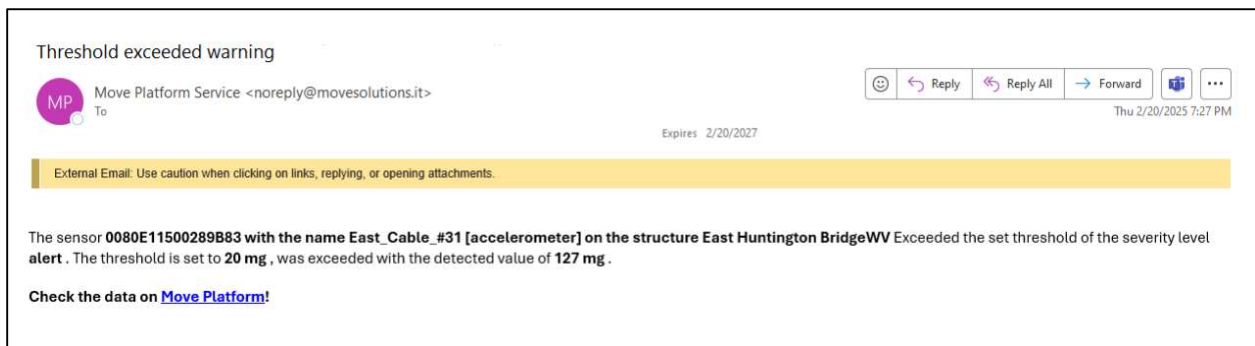 Threshold exceeded warning
MP
Move Platform Service <noreply@movesolutions.it>
To
Reply
Reply All
Forward
Thu 2/20/2025 7:27 PM
Expires 2/20/2027
External Email: Use caution when clicking on links, replying, or opening attachments.
The sensor 0080E11500289B83 with the name East_Cable_#31 [accelerometer] on the structure East Huntington BridgeWV Exceeded the set threshold of the severity level
alert . The threshold is set to 20 mg , was exceeded with the detected value of 127 mg .
Check the data on Move Platform!